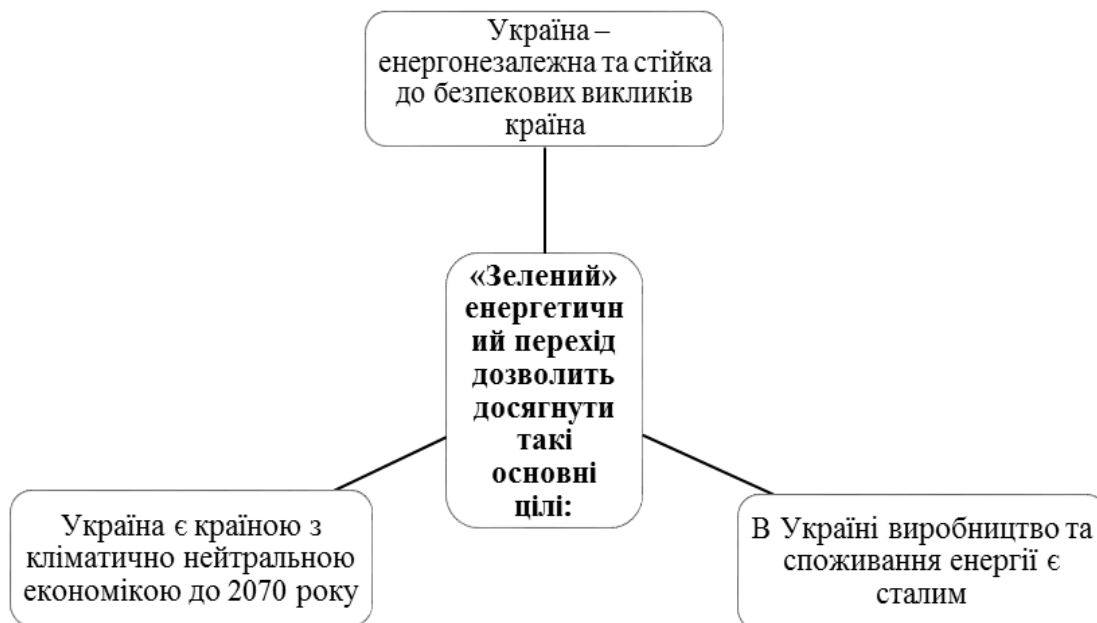 Україна –
енергонезалежна та стійка
до безпекових викликів
країна
«Зелений»
енергетичн
ий перехід
дозволить
досягнути
такі
основні
цілі:
Україна є країною з
кліматично нейтральною
економікою до 2070 року
В Україні виробництво та
споживання енергії є
сталим